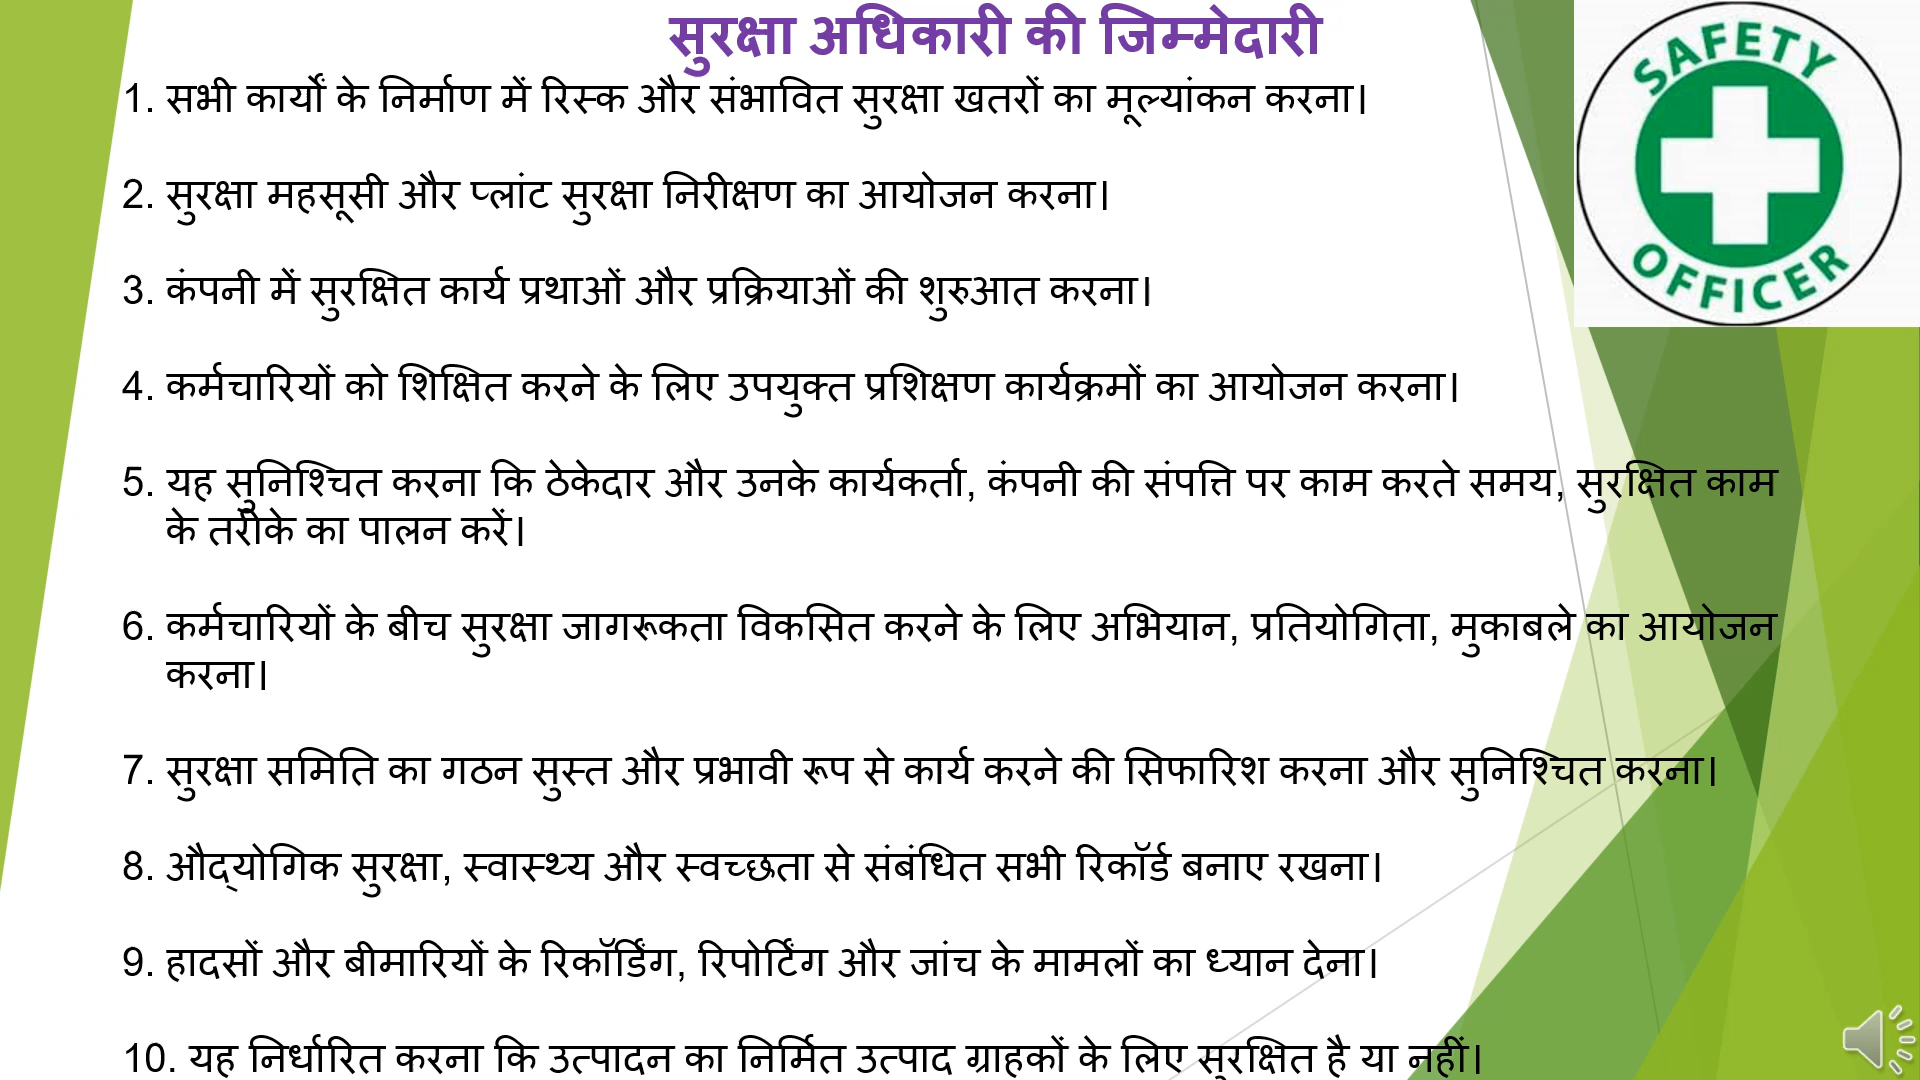 सुरक्षा अधिकारी की जिम्मेदारी
1. सभी कार्यों के निर्माण में रिस्क और संभावित सुरक्षा खतरों का मूल्यांकन करना।
2. सुरक्षा महसूसी और प्लांट सुरक्षा निरीक्षण का आयोजन करना।
3. कंपनी में सुरक्षित कार्य प्रथाओं और प्रक्रियाओं की शुरुआत करना।
4. कर्मचारियों को शिक्षित करने के लिए उपयुक्त प्रशिक्षण कार्यक्रमों का आयोजन करना।
5. यह सुनिश्चित करना कि ठेकेदार और उनके कार्यकर्ता, कंपनी की संपत्ति पर काम करते समय, सुरक्षित काम
के तरीके का पालन करें।
6. कर्मचारियों के बीच सुरक्षा जागरूकता विकसित करने के लिए अभियान, प्रतियोगिता, मुकाबले का आयोजन
करना।
7. सुरक्षा समिति का गठन सुस्त और प्रभावी रूप से कार्य करने की सिफारिश करना और सुनिश्चित करना।
8. औद्योगिक सुरक्षा, स्वास्थ्य और स्वच्छता से संबंधित सभी रिकॉर्ड बनाए रखना।
9. हादसों और बीमारियों के रिकॉर्डिंग, रिपोर्टिंग और जांच के मामलों का ध्यान देना।
10. यह निर्धारित करना कि उत्पादन का निर्मित उत्पाद ग्राहकों के लिए सुरक्षित है या नहीं।
SAFETY
OFFICER